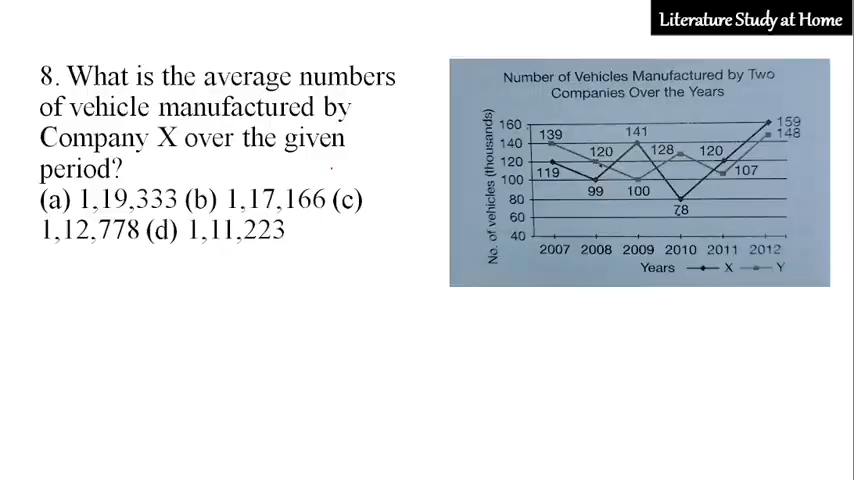 Literature Study at Home
8. What is the average numbers
of vehicle manufactured by
Company X over the given
period?
(a) 1,19,333 (b) 1,17,166 (c)
1,12,778 (d) 1,11,223
Number of Vehicles Manufactured by Two
Companies Over the Years
No. of vehicles (thousands)
160
140
120
100
80
60
40
139
119
120
99
141
100
128
78
120
107
159
148
2007 2008 2009 2010 2011 2012
Years X Y